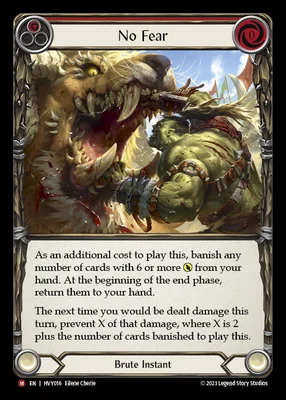 No Fear
As an additional cost to play this, banish any
number of cards with 6 or more from your
hand. At the beginning of the end phase,
return them to your hand.
The next time you would be dealt damage this
turn, prevent X of that damage, where X is 2
plus the number cards banished to play this.
Brute Instant
M EN | HVY016 Eilene Cherie
© 2023 Legend Story Studios